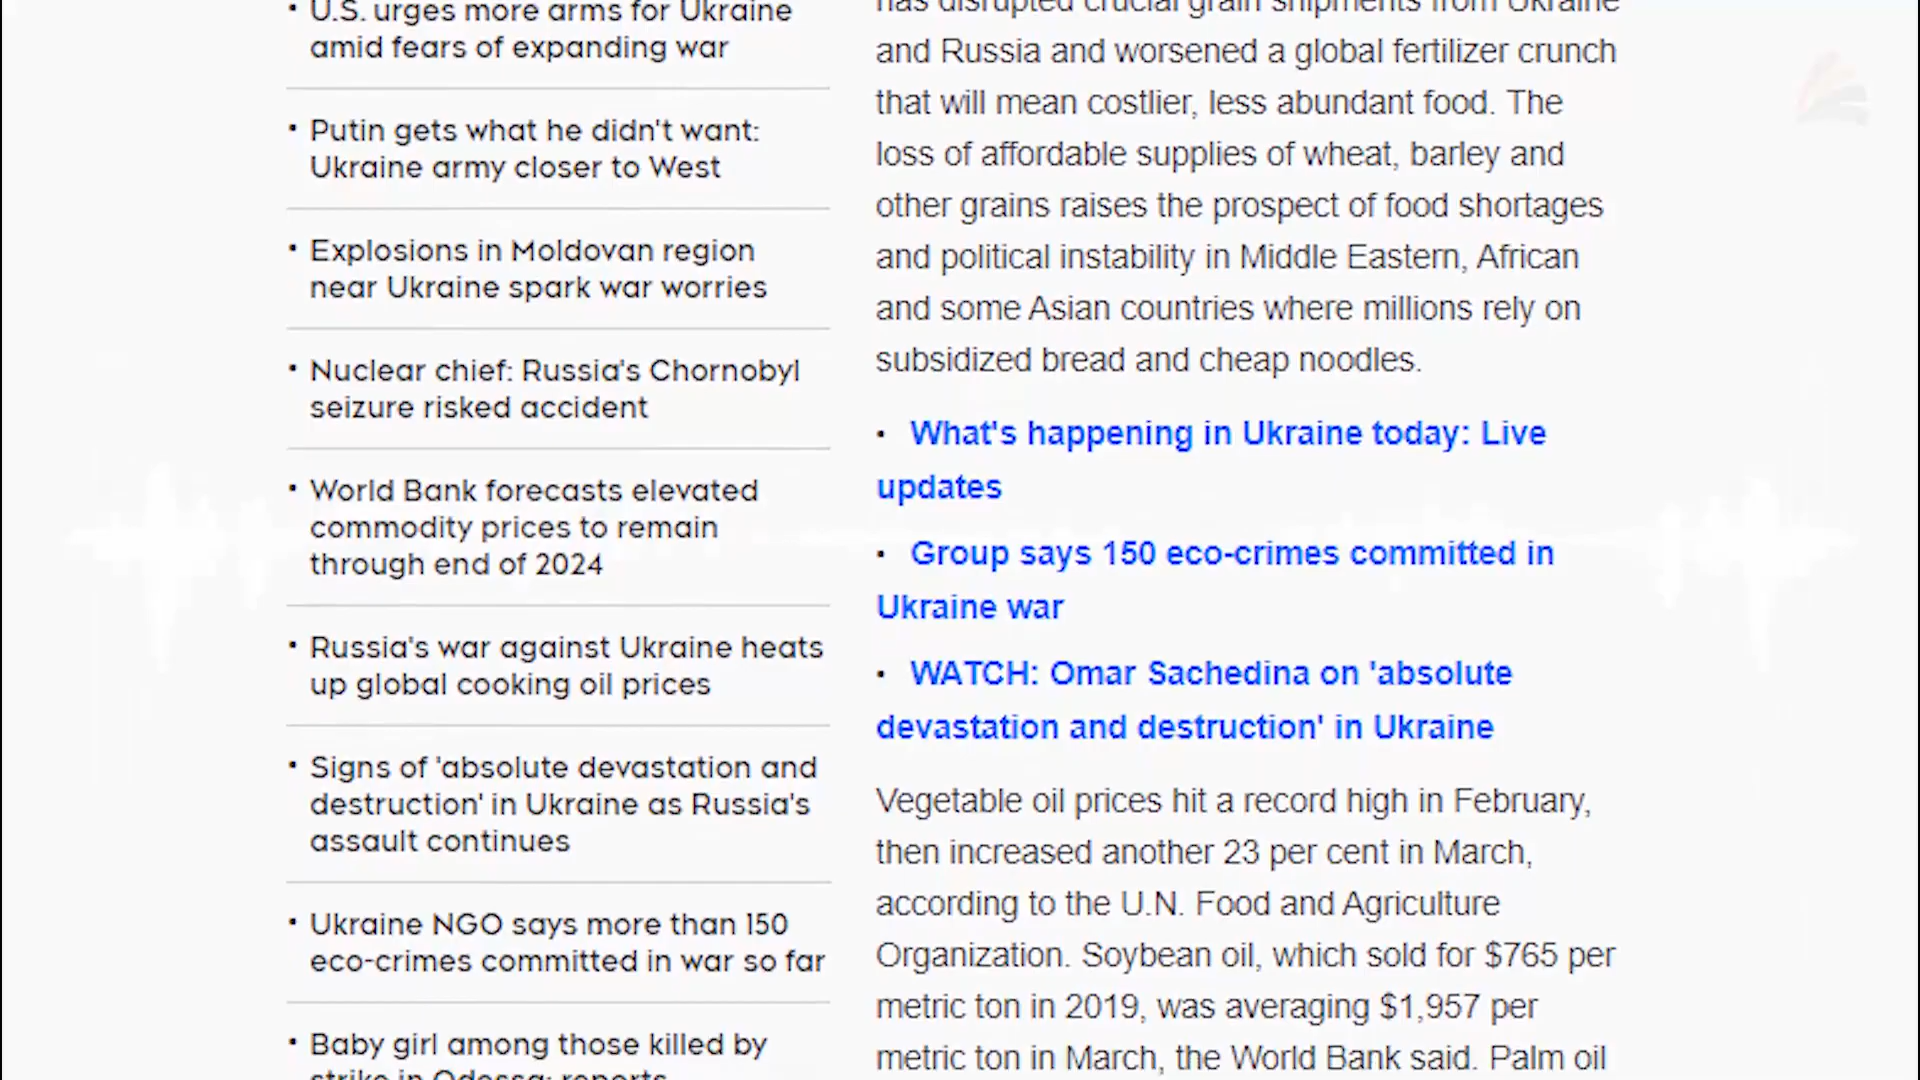 U.S. urges more arms for Ukraine
amid fears of expanding war
Putin gets what he didn't want:
Ukraine army closer to West
Explosions in Moldovan region
near Ukraine spark war worries
Nuclear chief: Russia's Chornobyl
seizure risked accident
World Bank forecasts elevated
commodity prices to remain
through end of 2024
Russia's war against Ukraine heats
up global cooking oil prices
Signs of 'absolute devastation and
destruction' in Ukraine as Russia's
assault continues
Ukraine NGO says more than 150
eco-crimes committed in war so far
Baby girl among those killed by
strike in Odessa: reports
has disrupted crucial grain shipments from Ukraine
and Russia and worsened a global fertilizer crunch
that will mean costlier, less abundant food. The
loss of affordable supplies of wheat, barley and
other grains raises the prospect of food shortages
and political instability in Middle Eastern, African
and some Asian countries where millions rely on
subsidized bread and cheap noodles.
What's happening in Ukraine today: Live
updates
Group says 150 eco-crimes committed in
Ukraine war
WATCH: Omar Sachedina on 'absolute
devastation and destruction' in Ukraine
Vegetable oil prices hit a record high in February,
then increased another 23 per cent in March,
according to the U.N. Food and Agriculture
Organization. Soybean oil, which sold for $765 per
metric ton in 2019, was averaging $1,957 per
metric ton in March, the World Bank said. Palm oil